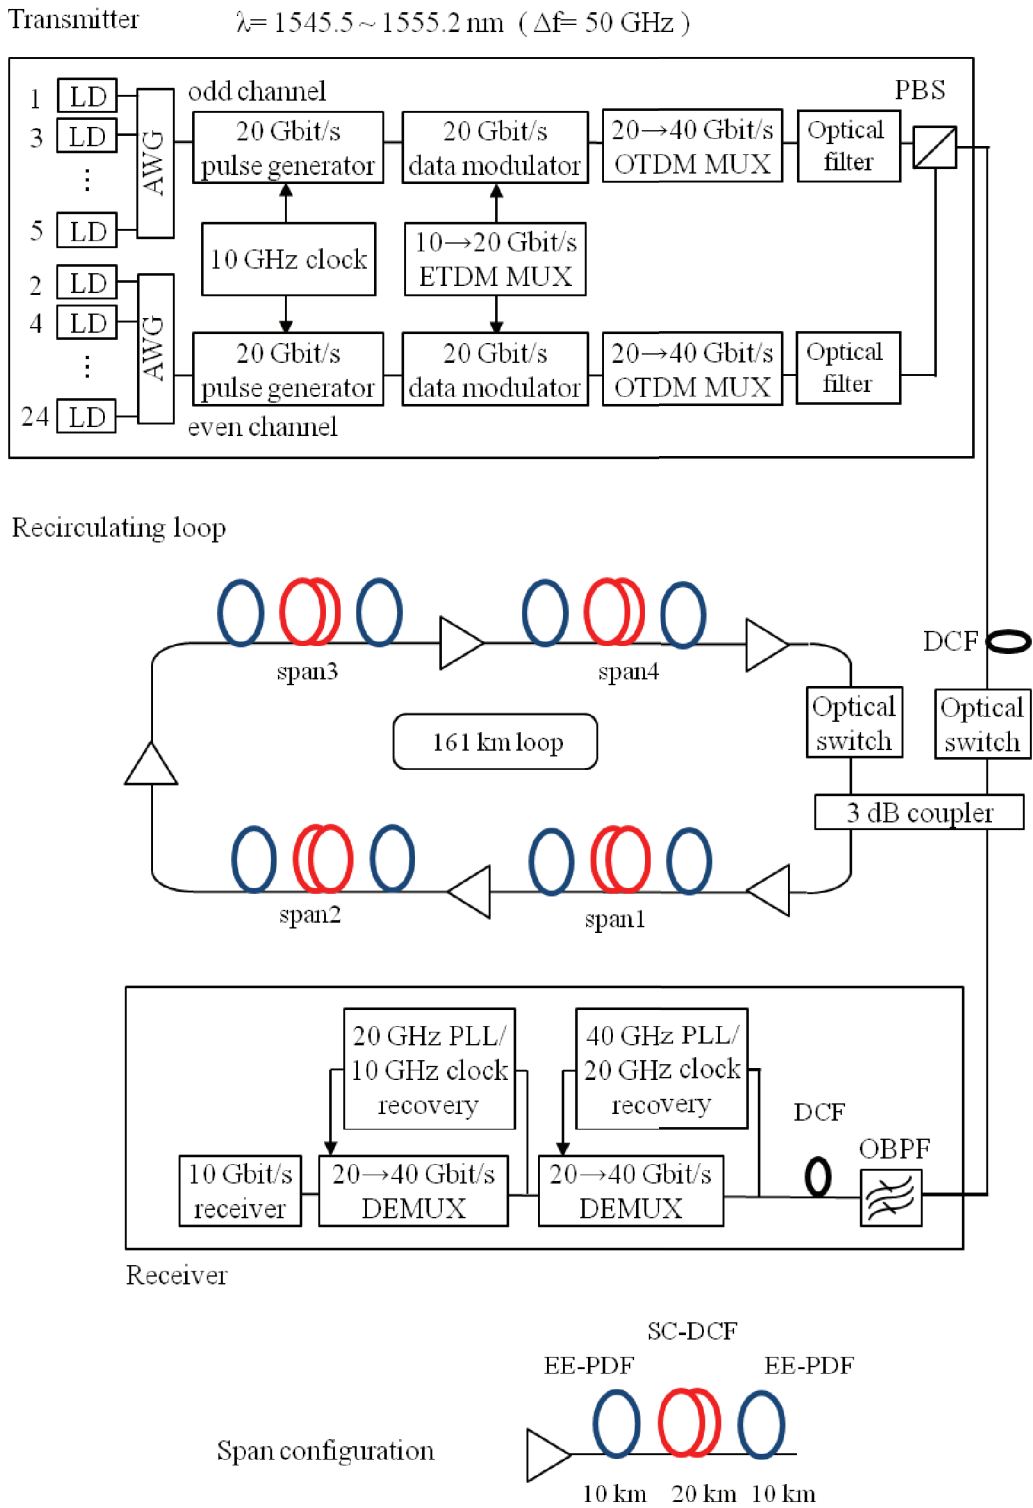 Transmitter
λ= 1545.5 ~ 1555.2 nm ( Δf= 50 GHz )
1
LD
3
LD
⋮
5
LD
AWG
odd channel
20 Gbit/s
pulse generator
20 Gbit/s
data modulator
20→40 Gbit/s
OTDM MUX
Optical
filter
PBS
10 GHz clock
10→20 Gbit/s
ETDM MUX
2
LD
4
LD
⋮
24
LD
AWG
20 Gbit/s
pulse generator
20 Gbit/s
data modulator
20→40 Gbit/s
OTDM MUX
Optical
filter
even channel
Recirculating loop
span3
span4
DCF
Optical
switch
Optical
switch
161 km loop
3 dB coupler
span2
span1
20 GHz PLL/
10 GHz clock
recovery
40 GHz PLL/
20 GHz clock
recovery
DCF
OBPF
10 Gbit/s
receiver
20→40 Gbit/s
DEMUX
20→40 Gbit/s
DEMUX
Receiver
SC-DCF
EE-PDF
EE-PDF
Span configuration
10 km
20 km
10 km